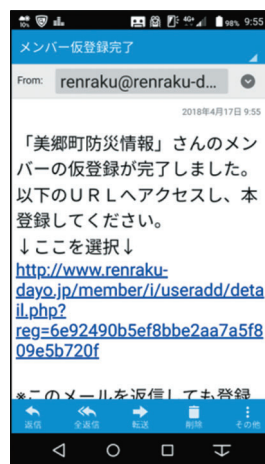 10% 4G+ 98% 9:55
メンバー仮登録完了
From: renraku@renraku-d...
2018年4月17日 9:55
「美郷町防災情報」さんのメン
バーの仮登録が完了しました。
以下のURLへアクセスし、本
登録してください。
↓ここを選択↓
http://www.renraku-
dayo.jp/member/i/useradd/deta
il.php?
reg=6e92490b5ef8bbe2aa7a5f8
09e5b720f
*このメールを返信しても登録
返信 全返信 転送 削除 その他